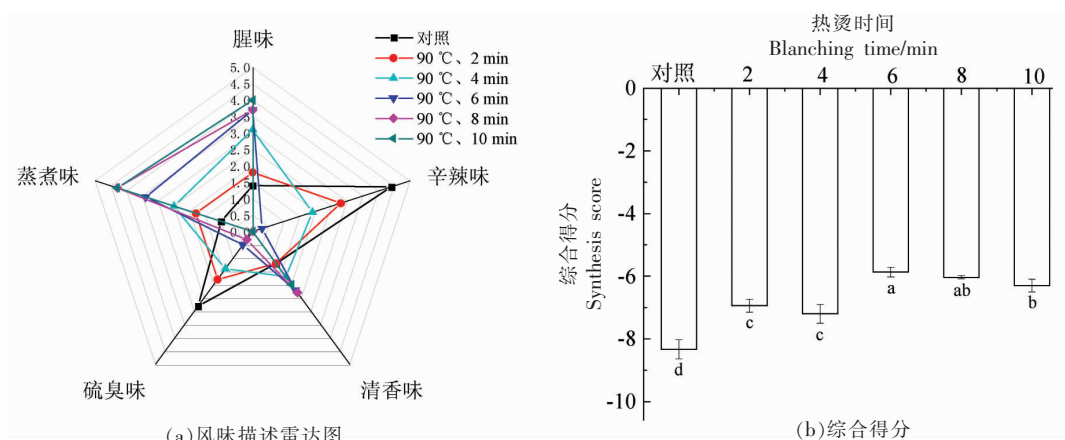 腥味
5.0
4.5
4.0
3.5
3.0
2.5
2.0
1.5
1.0
0.5
0.0
对照
90 ℃、2 min
90 ℃、4 min
90 ℃、6 min
90 ℃、8 min
90 ℃、10 min
蒸煮味
辛辣味
硫臭味
清香味
(a)风味描述雷达图
热烫时间
Blanching time/min
对照 2 4 6 8 10
0
-2
-4
-6
-8
-10
综合得分
Synthesis score
d c c a ab b
(b)综合得分